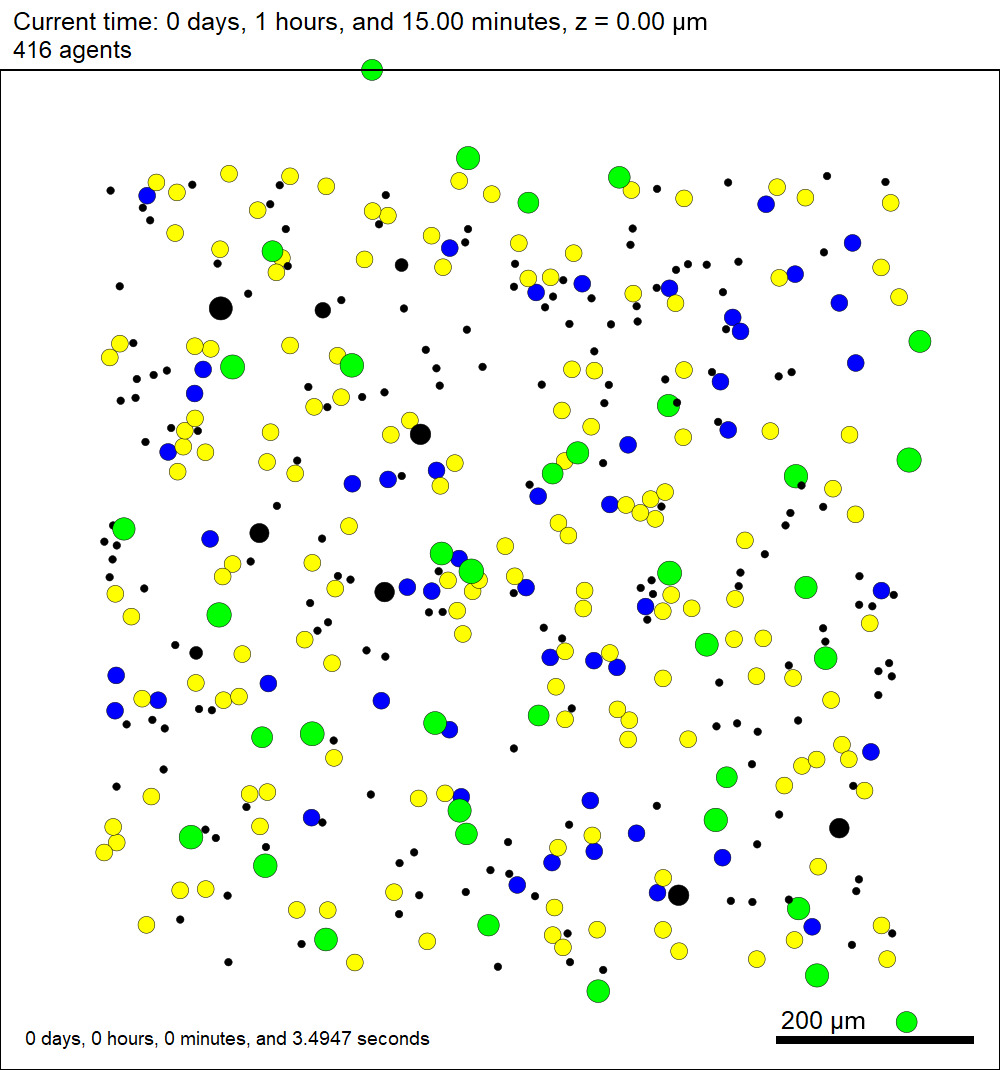 Current time: 0 days, 1 hours, and 15.00 minutes, z = 0.00 µm
416 agents
200 µm
0 days, 0 hours, 0 minutes, and 3.4947 seconds